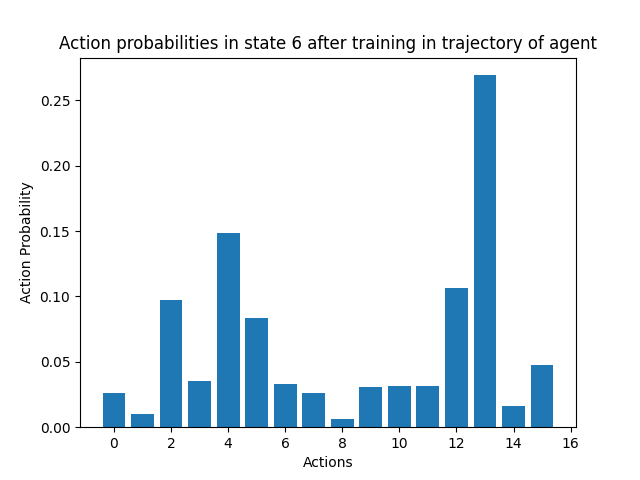 Action probabilities in state 6 after training in trajectory of agent
Action Probability
0.25
0.20
0.15
0.10
0.05
0.00
0 2 4 6 8 10 12 14 16
Actions